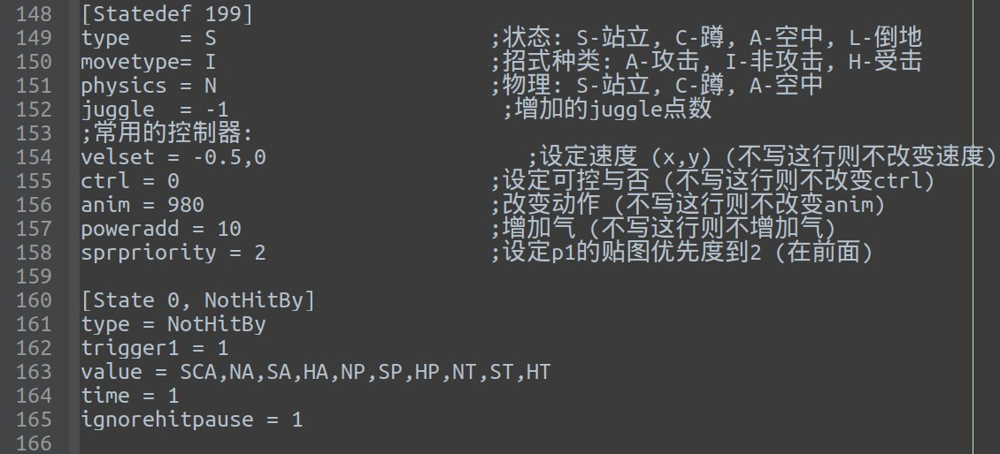 148 [Statedef 199]
149 type    = S                      ;状态: S-站立, C-蹲, A-空中, L-倒地
150 movetype= I                      ;招式种类: A-攻击, I-非攻击, H-受击
151 physics = N                      ;物理: S-站立, C-蹲, A-空中
152 juggle  = -1                      ;增加的juggle点数
153 ;常用的控制器:
154 velset = -0.5,0                     ;设定速度 (x,y) (不写这行则不改变速度)
155 ctrl = 0                         ;设定可控与否 (不写这行则不改变ctrl)
156 anim = 980                       ;改变动作 (不写这行则不改变anim)
157 poweradd = 10                    ;增加气 (不写这行则不增加气)
158 sprpriority = 2                  ;设定p1的贴图优先度到2 (在前面)
159
160 [State 0, NotHitBy]
161 type = NotHitBy
162 trigger1 = 1
163 value = SCA,NA,SA,HA,NP,SP,HP,NT,ST,HT
164 time = 1
165 ignorehitpause = 1
166